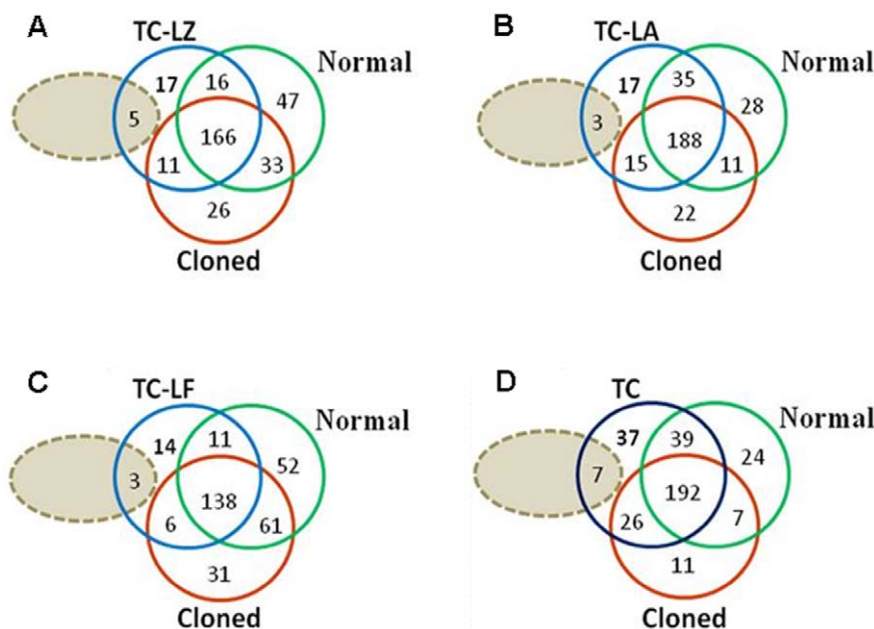 A
TC-LZ
Normal
17
16
47
5
166
11
33
26
Cloned
B
TC-LA
Normal
17
35
28
3
188
15
11
22
Cloned
C
TC-LF
Normal
14
11
52
3
138
6
61
31
Cloned
D
TC
Normal
37
39
24
7
192
26
7
11
Cloned